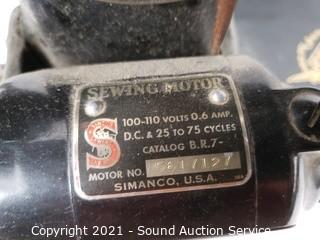 SEWING MOTOR
100-110 VOLTS 0.6 AMP.
D.C. & 25 TO 75 CYCLES
CATALOG B.R.7-
MOTOR NO.
SIMANCO, U.S.A.
Copyright - 2021 - Sound Auction Service